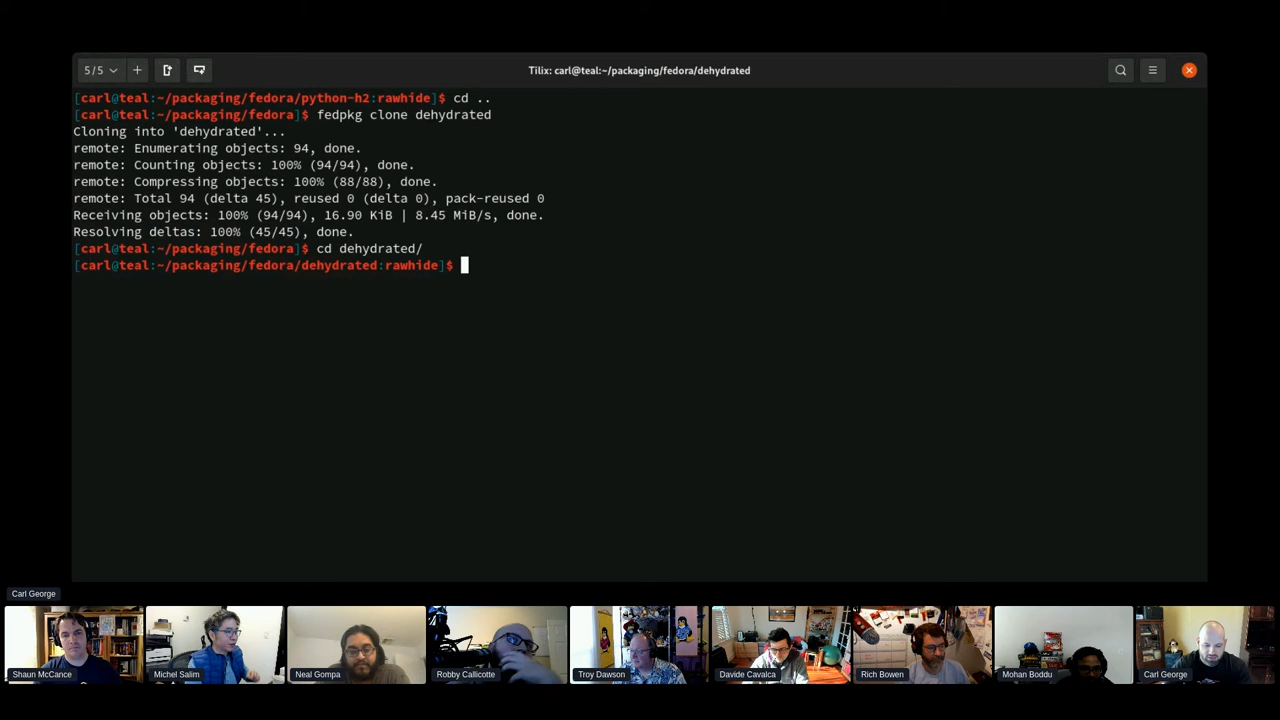 5/5
Tilix: carl@teal:~/packaging/fedora/dehydrated
[carl@teal:~/packaging/fedora/python-h2:rawhide]$ cd ..
[carl@teal:~/packaging/fedora]$ fedpkg clone dehydrated
Cloning into 'dehydrated'...
remote: Enumerating objects: 94, done.
remote: Counting objects: 100% (94/94), done.
remote: Compressing objects: 100% (88/88), done.
remote: Total 94 (delta 45), reused 0 (delta 0), pack-reused 0
Receiving objects: 100% (94/94), 16.90 KiB | 8.45 MiB/s, done.
Resolving deltas: 100% (45/45), done.
[carl@teal:~/packaging/fedora]$ cd dehydrated/
[carl@teal:~/packaging/fedora/dehydrated:rawhide]$
Carl George
Shaun McCance
Michel Salim
Neal Gompa
Robby Callicotte
Troy Dawson
Davide Cavalca
Rich Bowen
Mohan Boddu
Carl George